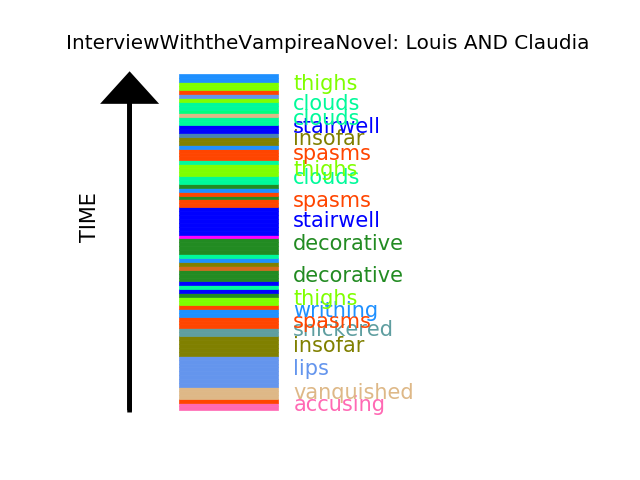 InterviewWiththeVampireaNovel: Louis AND Claudia
thighs
clouds
clouds
stairwell
insofar
spasms
thighs
clouds
spasms
stairwell
TIME
decorative
decorative
thighs
writhing
spasms
snickered
insofar
lips
vanquished
accusing